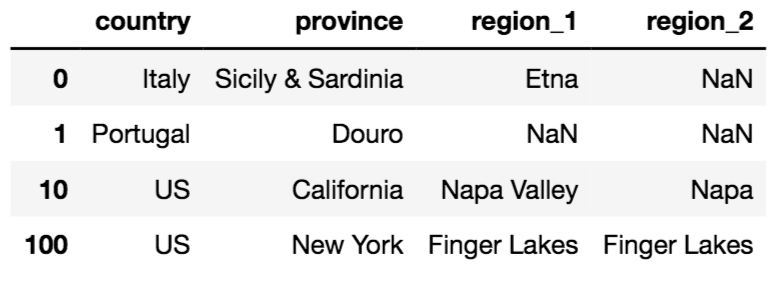 country province region_1 region_2
0 Italy Sicily & Sardinia Etna NaN
1 Portugal Douro NaN NaN
10 US California Napa Valley Napa
100 US New York Finger Lakes Finger Lakes